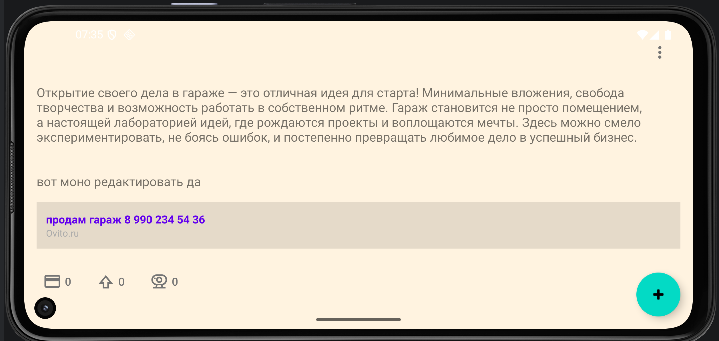 07:35
Открытие своего дела в гараже — это отличная идея для старта! Минимальные вложения, свобода
творчества и возможность работать в собственном ритме. Гараж становится не просто помещением,
а настоящей лабораторией идей, где рождаются проекты и воплощаются мечты. Здесь можно смело
экспериментировать, не боясь ошибок, и постепенно превращать любимое дело в успешный бизнес.
вот моно редактировать да
продам гараж 8 990 234 54 36
Ovito.ru
0 0 0